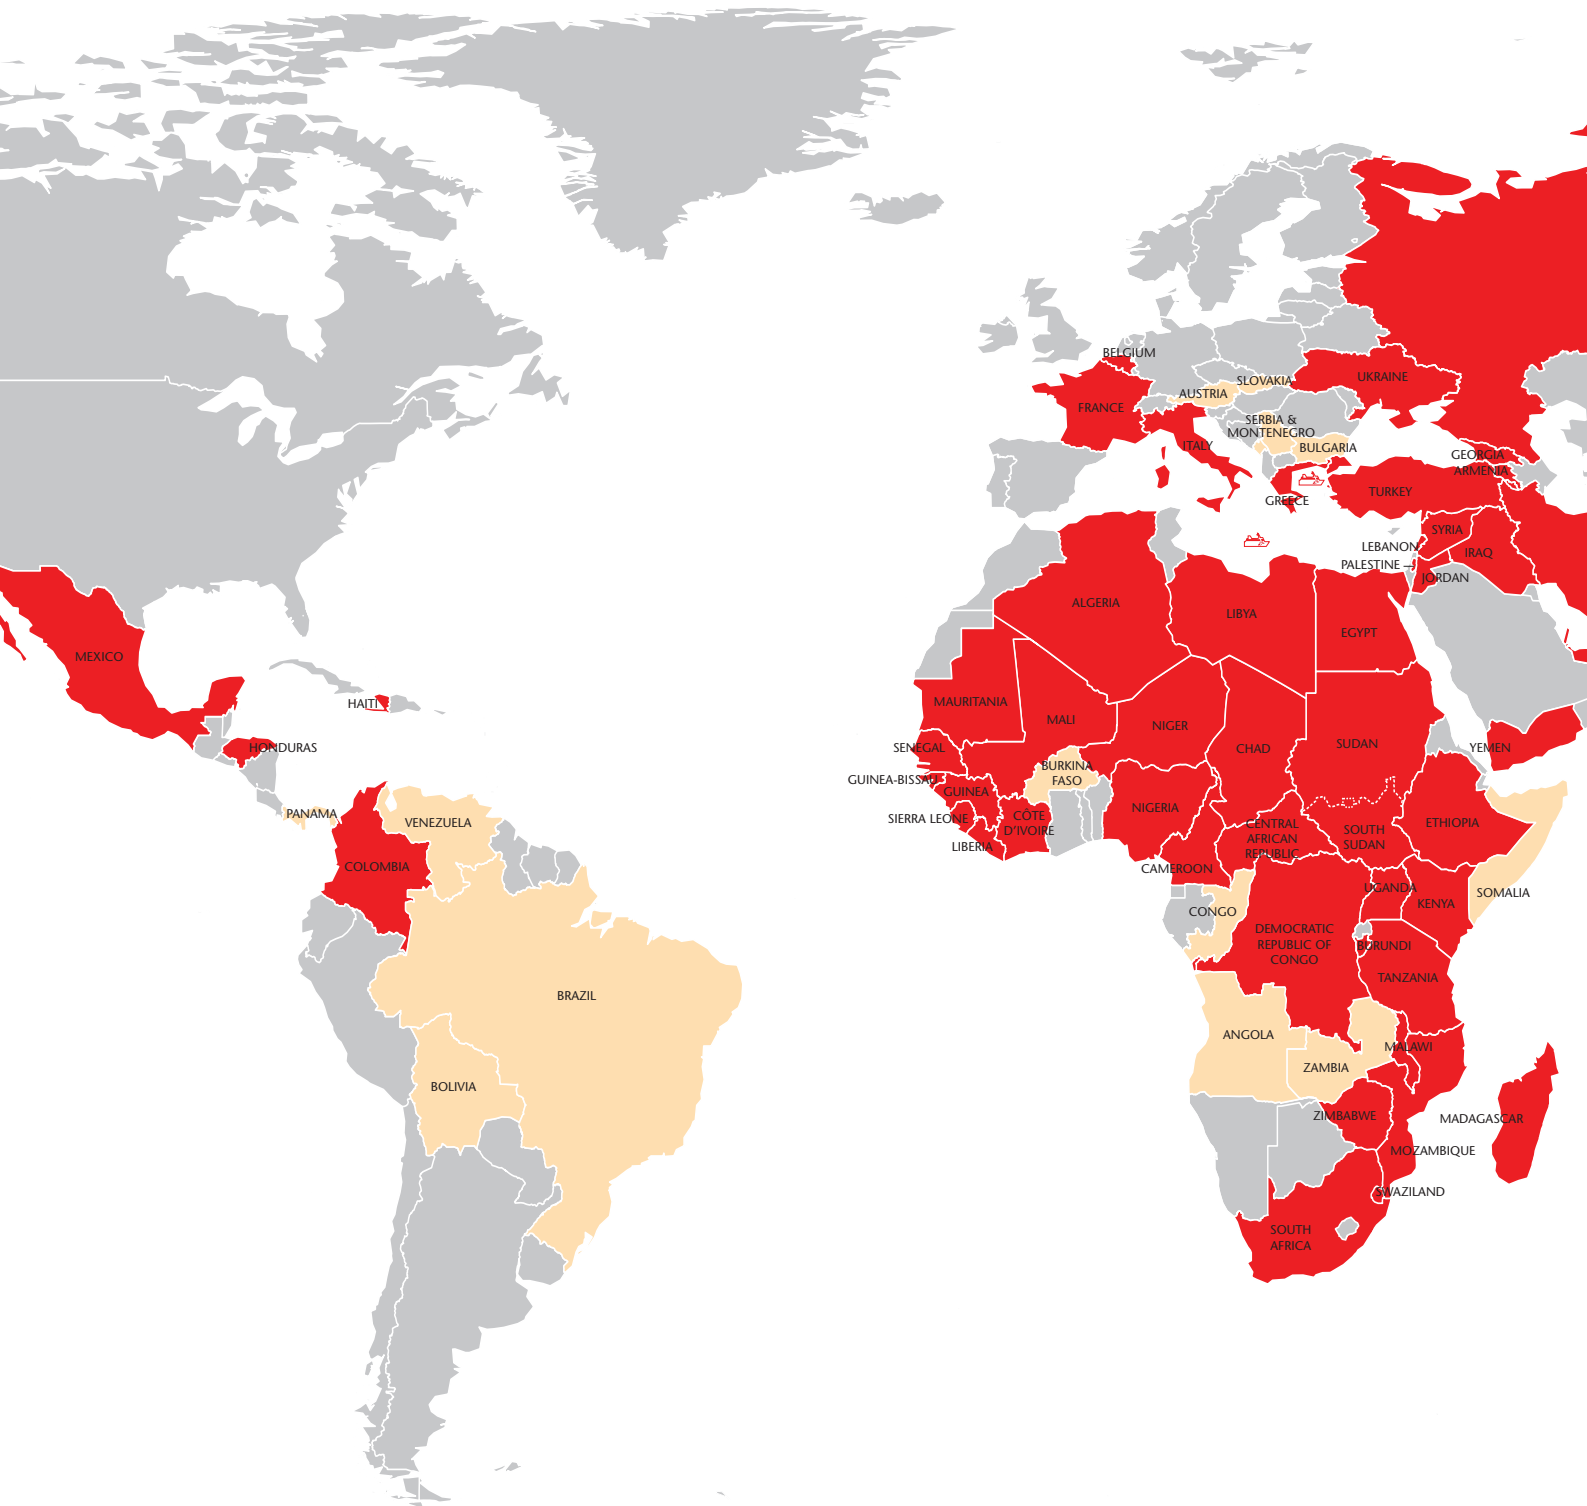 BELGIUM
SLOVAKIA
UKRAINE
AUSTRIA
FRANCE
SERBIA &
MONTENEGRO
ITALY
BULGARIA
GEORGIA
ARMENIA
GREECE
TURKEY
SYRIA
LEBANON
IRAQ
PALESTINE
JORDAN
ALGERIA
LIBYA
EGYPT
MEXICO
HAITI
HONDURAS
MAURITANIA
MALI
NIGER
CHAD
SUDAN
YEMEN
SENEGAL
BURKINA
FASO
GUINEA-BISSAU
GUINEA
NIGERIA
SIERRA LEONE
CÔTE
D'IVOIRE
LIBERIA
CENTRAL
AFRICAN
REPUBLIC
SOUTH
SUDAN
ETHIOPIA
PANAMA
VENEZUELA
COLOMBIA
CAMEROON
UGANDA
KENYA
SOMALIA
CONGO
DEMOCRATIC
REPUBLIC OF
CONGO
BURUNDI
TANZANIA
BRAZIL
ANGOLA
MALAWI
ZAMBIA
BOLIVIA
ZIMBABWE
MADAGASCAR
MOZAMBIQUE
SWAZILAND
SOUTH
AFRICA